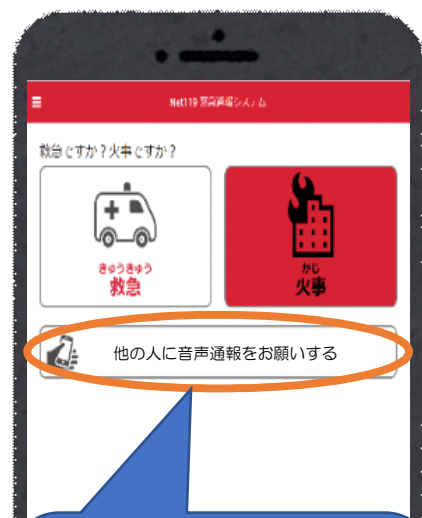 Net119 緊急通報システム
救急ですか？火事ですか？
きゅうきゅう
救急
かじ
火事
他の人に音声通報をお願いする